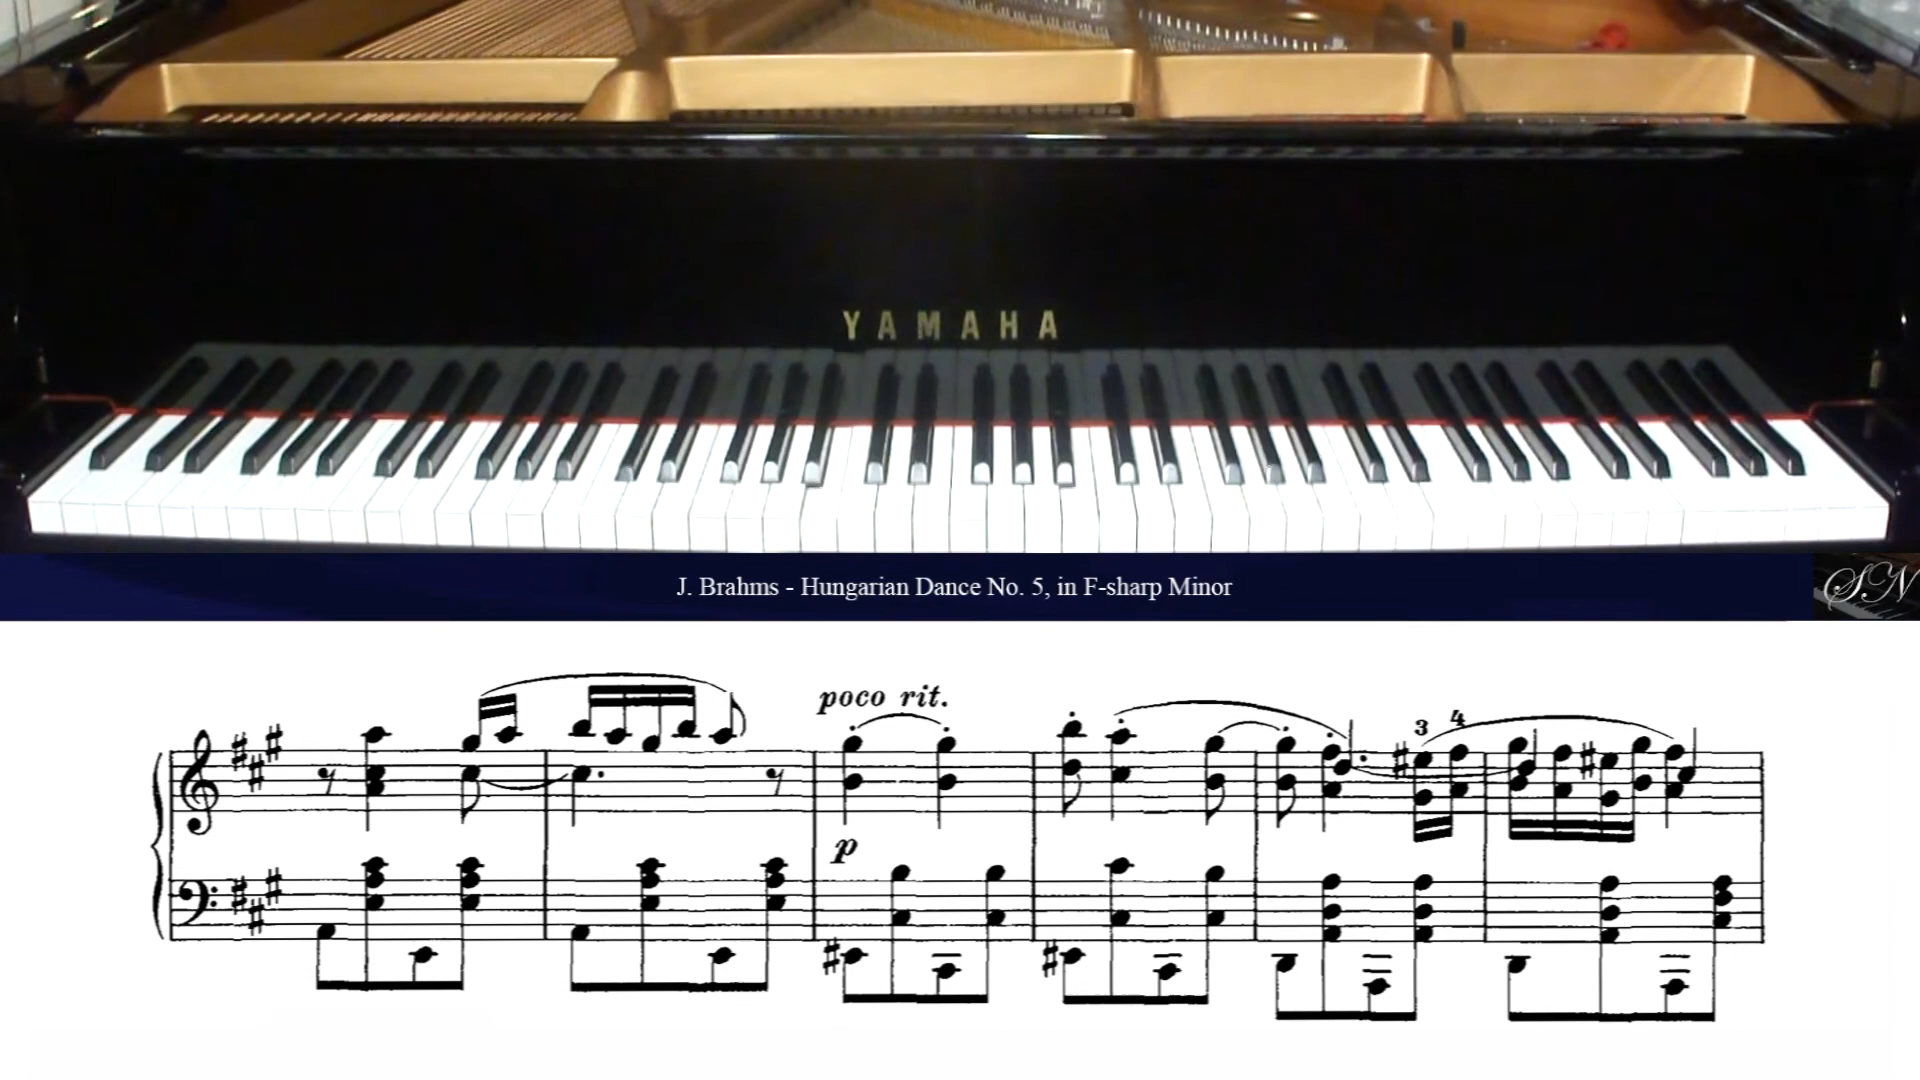 YAMAHA
J. Brahms - Hungarian Dance No. 5, in F-sharp Minor
SN
poco rit.
3 4
p